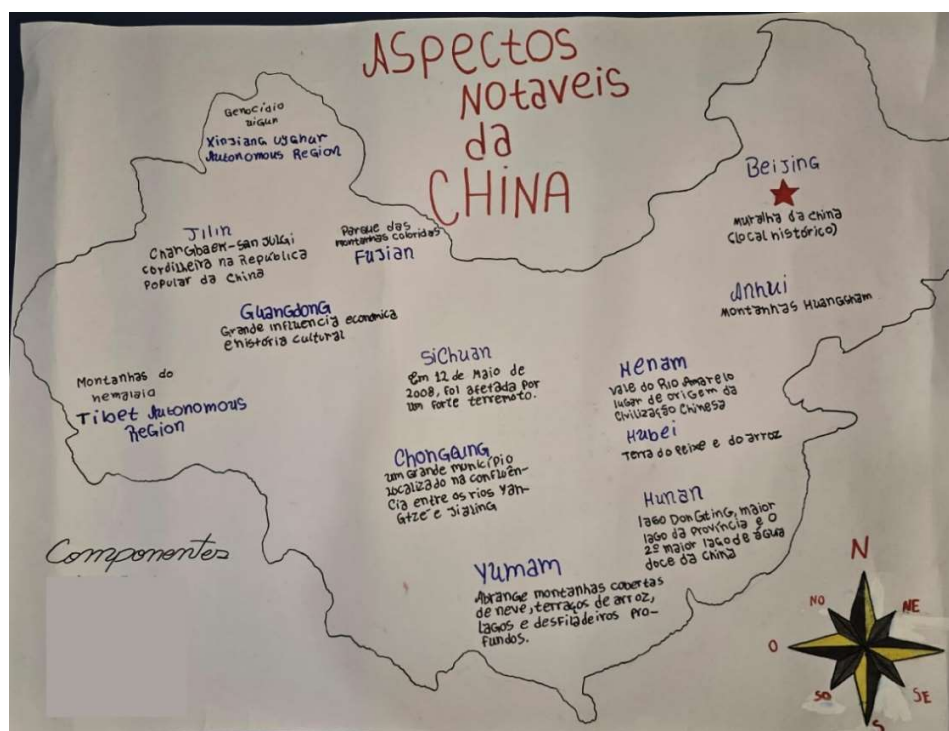 ASPECTOS
NOTAVEIS
da
CHINA
Genocídio
uigur
Xinjiang Uyghur
Autonomous Region
Jilin
Changbaek-san Julgi
cordilheira na República
Popular da China
Parque das
montanhas coloridas
Fujian
Guangdong
Grande influencia economica
e história cultural
Montanhas do
hemalaia
Tibet Autonomous
Region
Beijing
muralha da china
(local histórico)
Anhui
Montanhas Huangsham
Sichuan
Em 12 de Maio de
2008, foi afetada por
um forte terremoto.
Henam
Vale do Rio Amarelo
lugar de origem da
Civilização Chinesa
Hubei
Terra do Peixe e do arroz
Chongqing
um grande município
localizado na confluên-
cia entre os rios Yan-
gtzé e Jialing
Hunan
lago Dongting, maior
lago da província e o
2º maior lago de água
doce da China
Yumam
Abrange montanhas cobertas
de neve, terraços de arroz,
lagos e desfiladeiros pro-
fundos.
Componentes
N
NO
NE
O
SO
SE
S